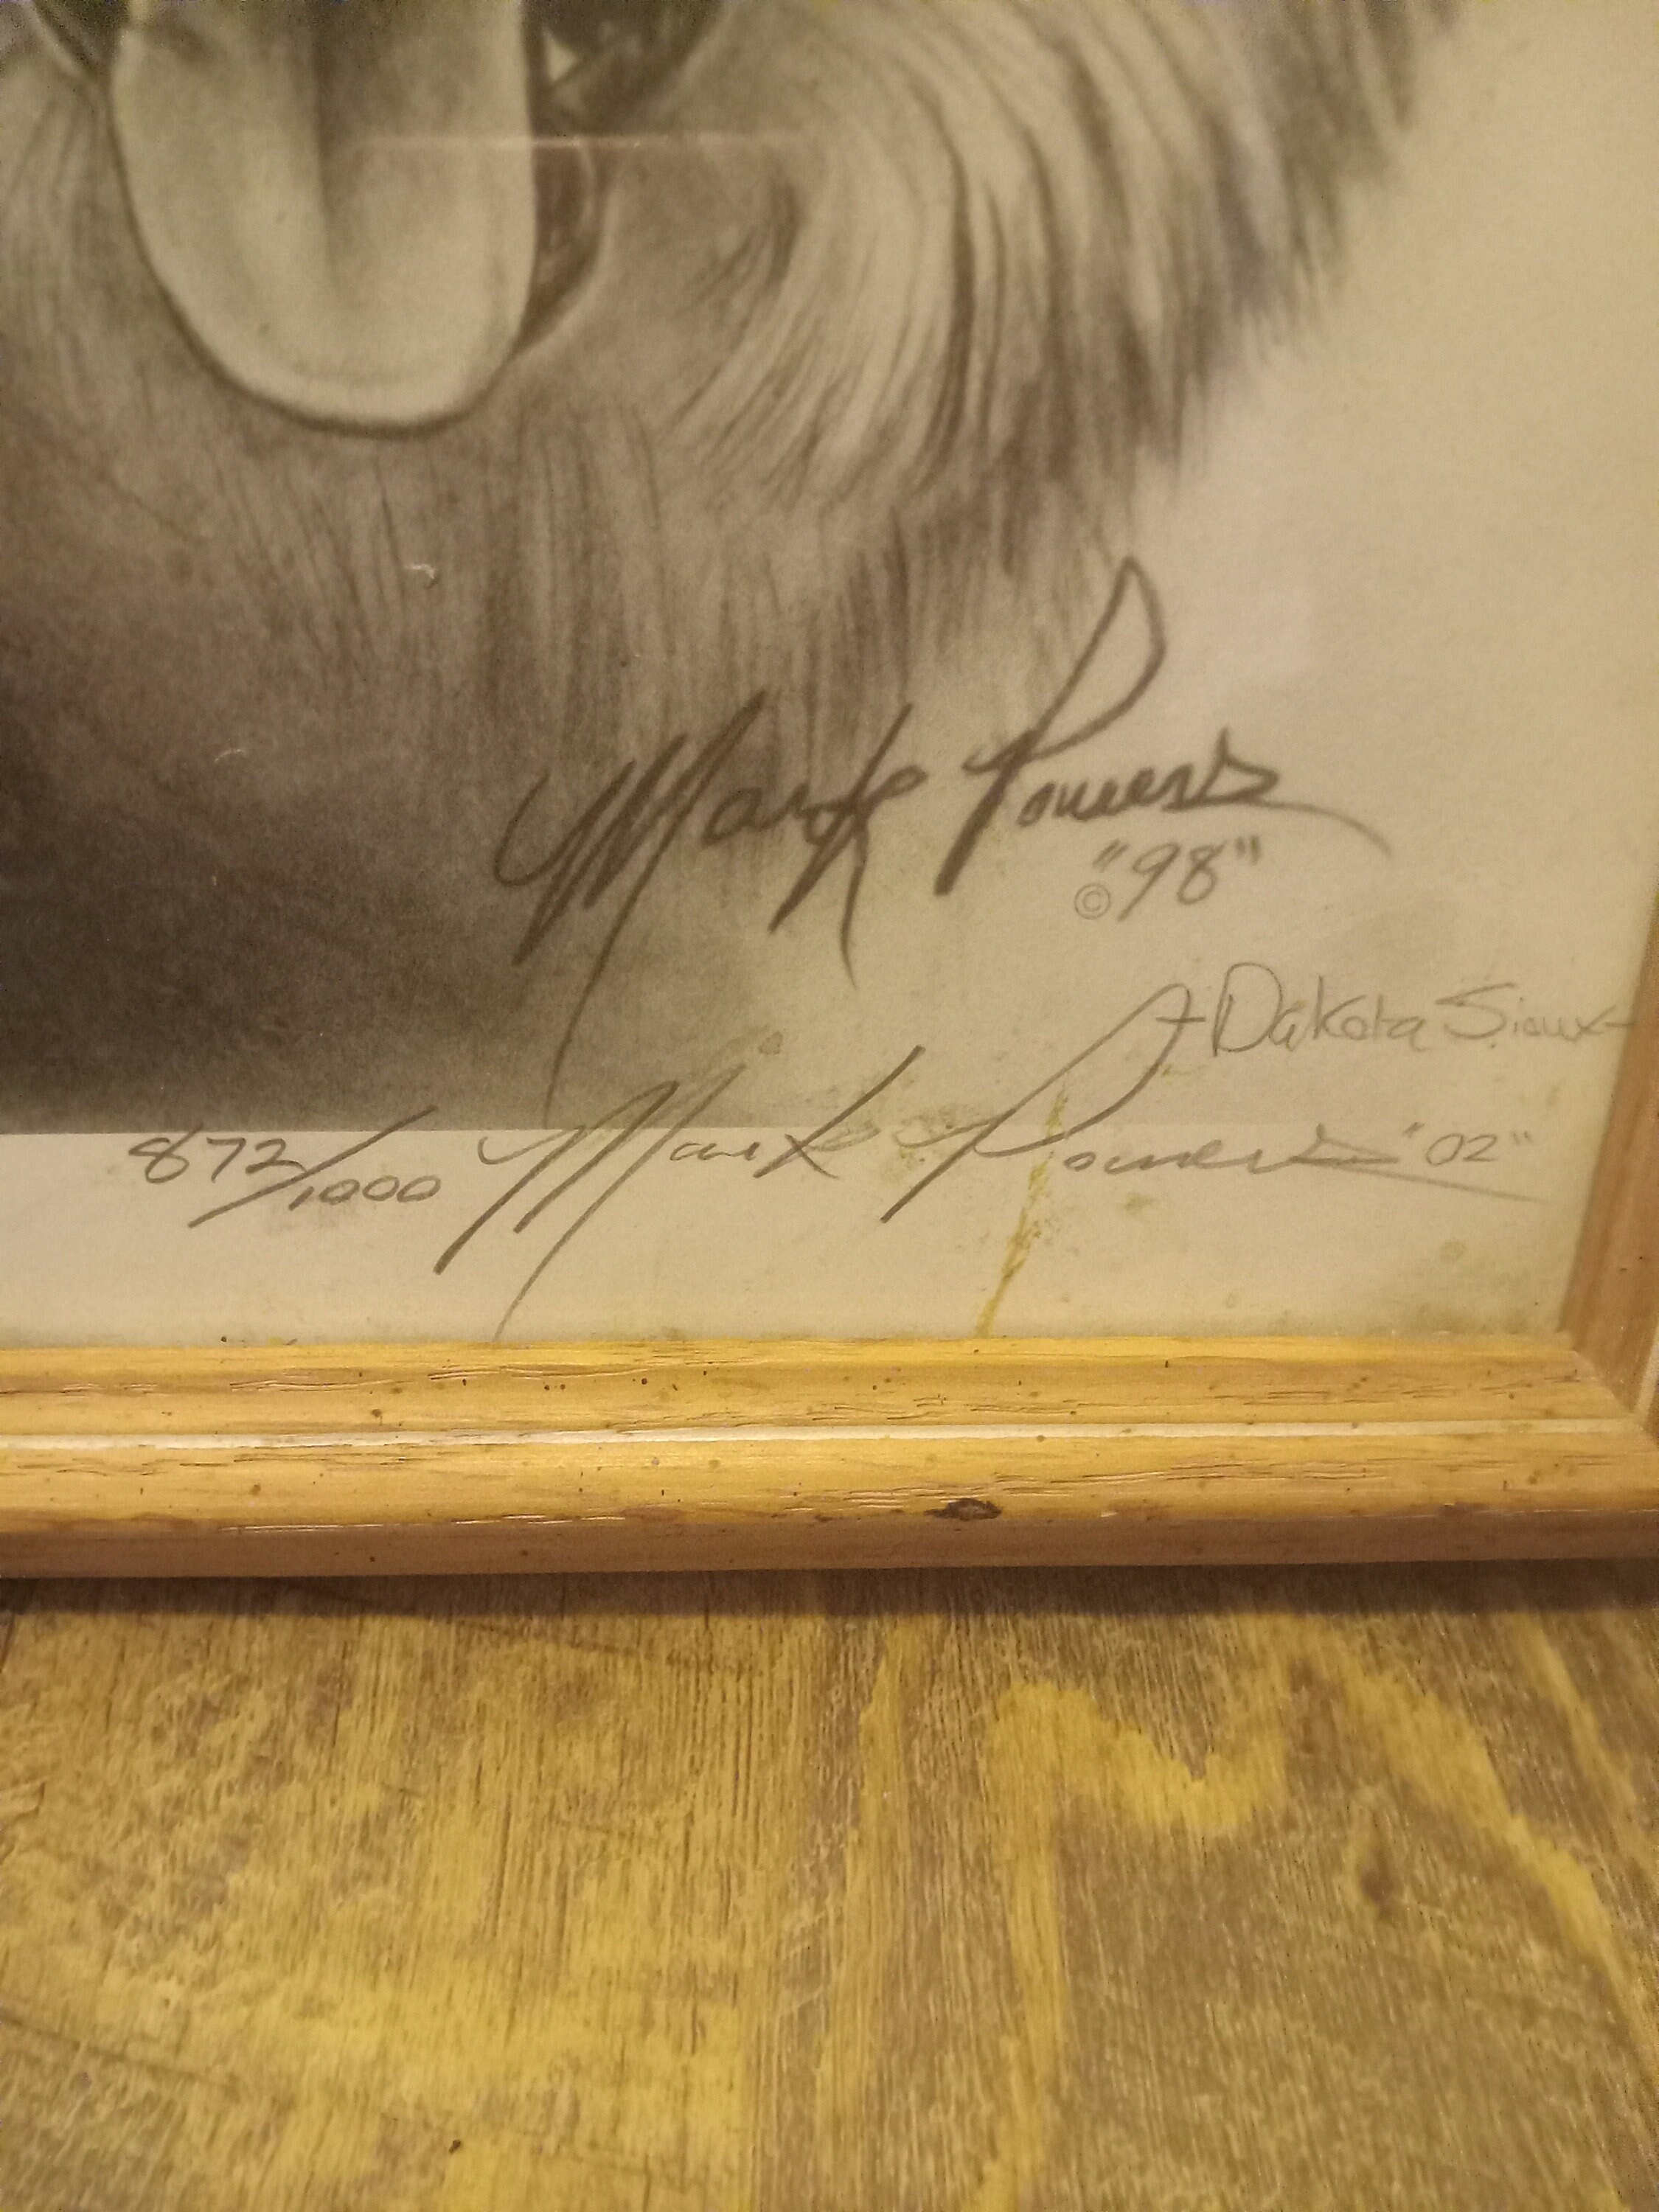 Mark Powers
© "98"
-Dakota Sioux-
872/1000 Mark Powers "02"